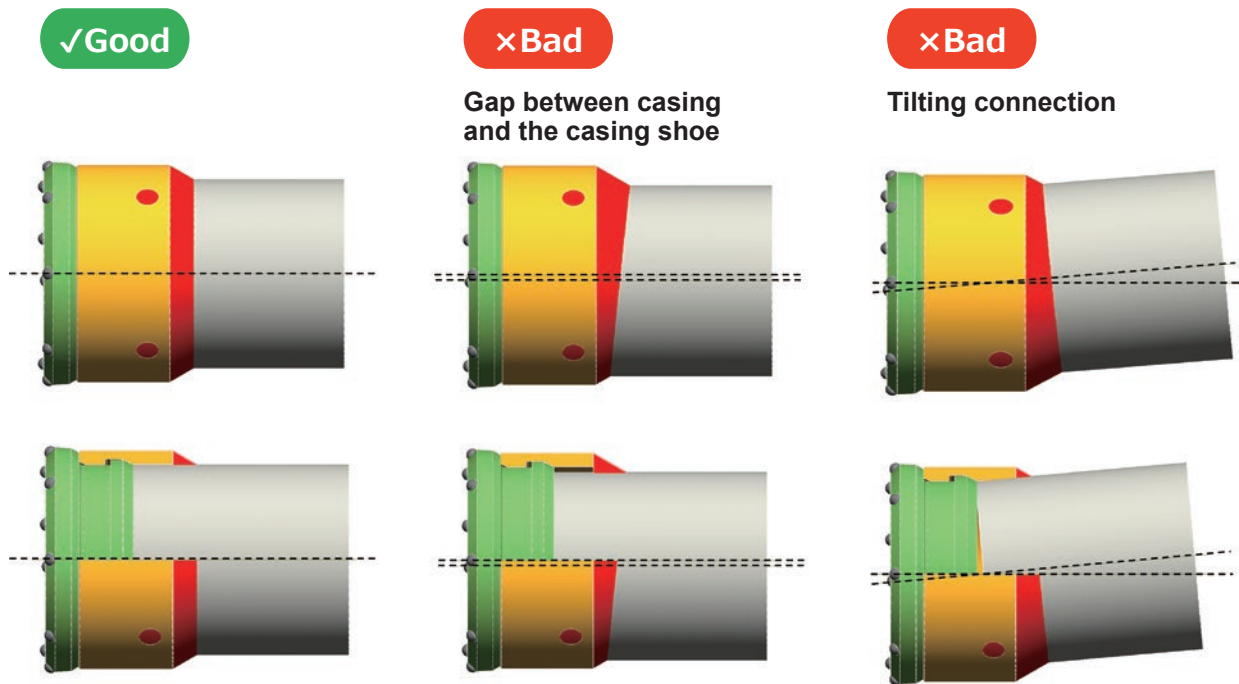 ✓Good
×Bad
Gap between casing
and the casing shoe
×Bad
Tilting connection